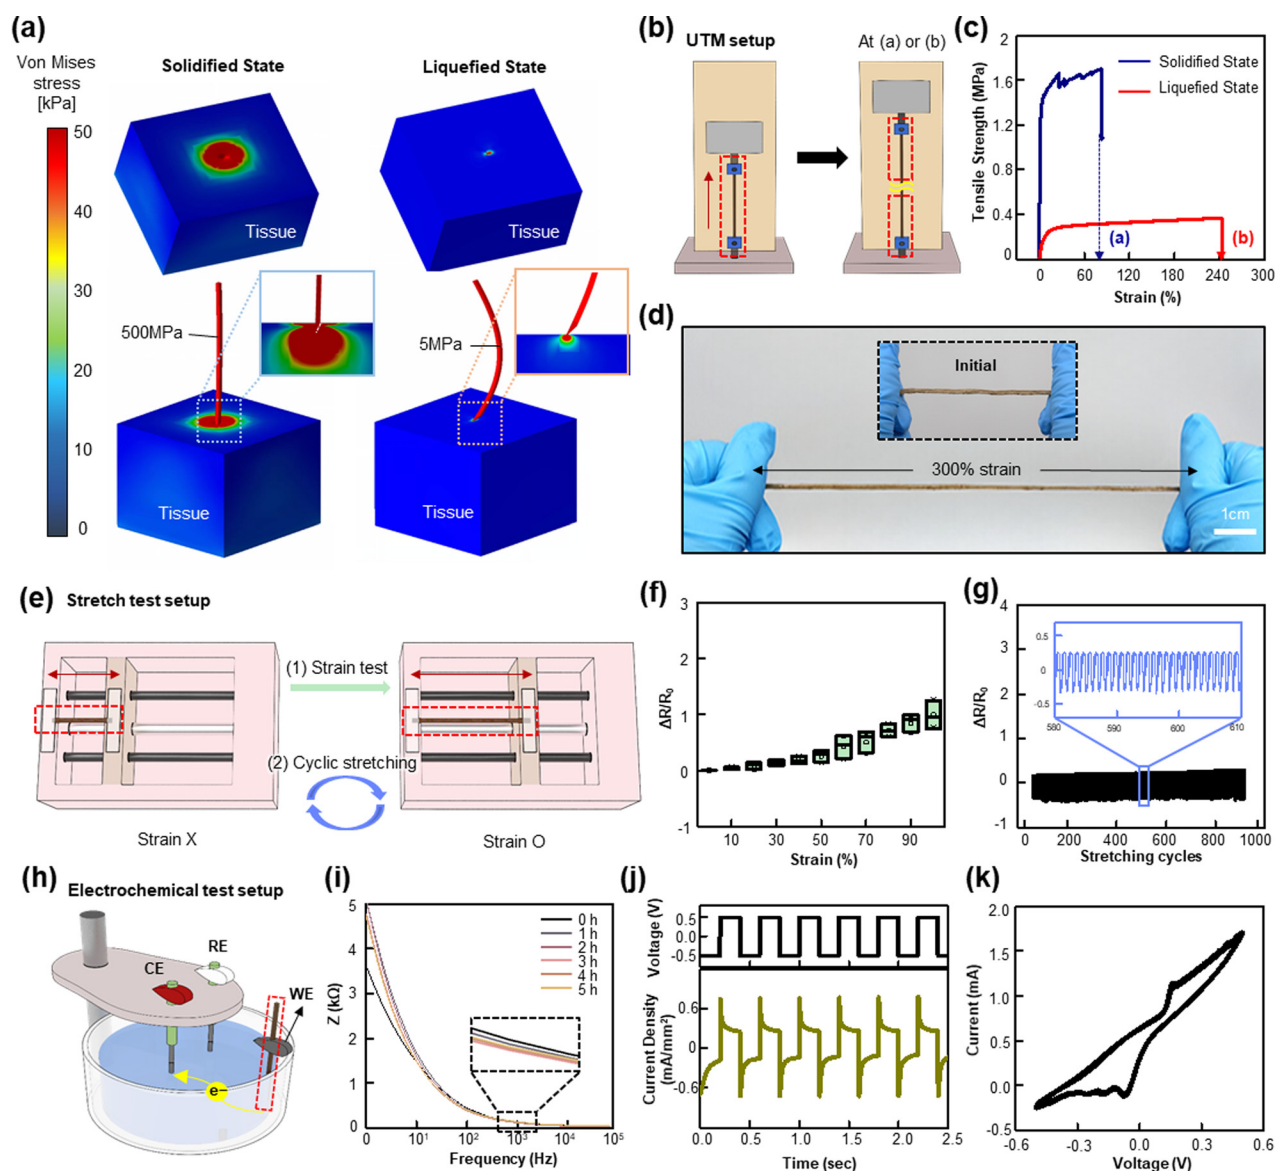 (a)
Von Mises
stress
[kPa]
Solidified State
Liquefied State
50
40
30
20
10
0
Tissue
Tissue
500MPa
5MPa
Tissue
Tissue
(b)
UTM setup
At (a) or (b)
(c)
Tensile Strength (MPa)
2
1.6
1.2
0.8
0.4
0
Solidified State
Liquefied State
(a)
(b)
0 60 120 180 240 300
Strain (%)
(d)
Initial
300% strain
1cm
(e)
Stretch test setup
(1) Strain test
(2) Cyclic stretching
Strain X
Strain O
(f)
ΔR/R₀
3
2
1
0
-1
10 30 50 70 90
Strain (%)
(g)
ΔR/R₀
4
3
2
1
0
-1
0.5
0
-0.5
580 590 600 610
0 200 400 600 800 1000
Stretching cycles
(h)
Electrochemical test setup
RE
CE
WE
e−
(i)
Z (kΩ)
5
4
3
2
1
0
0 h
1 h
2 h
3 h
4 h
5 h
0 10¹ 10² 10³ 10⁴ 10⁵
Frequency (Hz)
(j)
Voltage (V)
0.5
0.0
-0.5
Current Density
(mA/mm²)
0.6
0
-0.6
0.0 0.5 1.0 1.5 2.0 2.5
Time (sec)
(k)
Current (mA)
2.0
1.5
1.0
0.5
0.0
-0.5
-0.6 -0.3 0.0 0.3 0.6
Voltage (V)